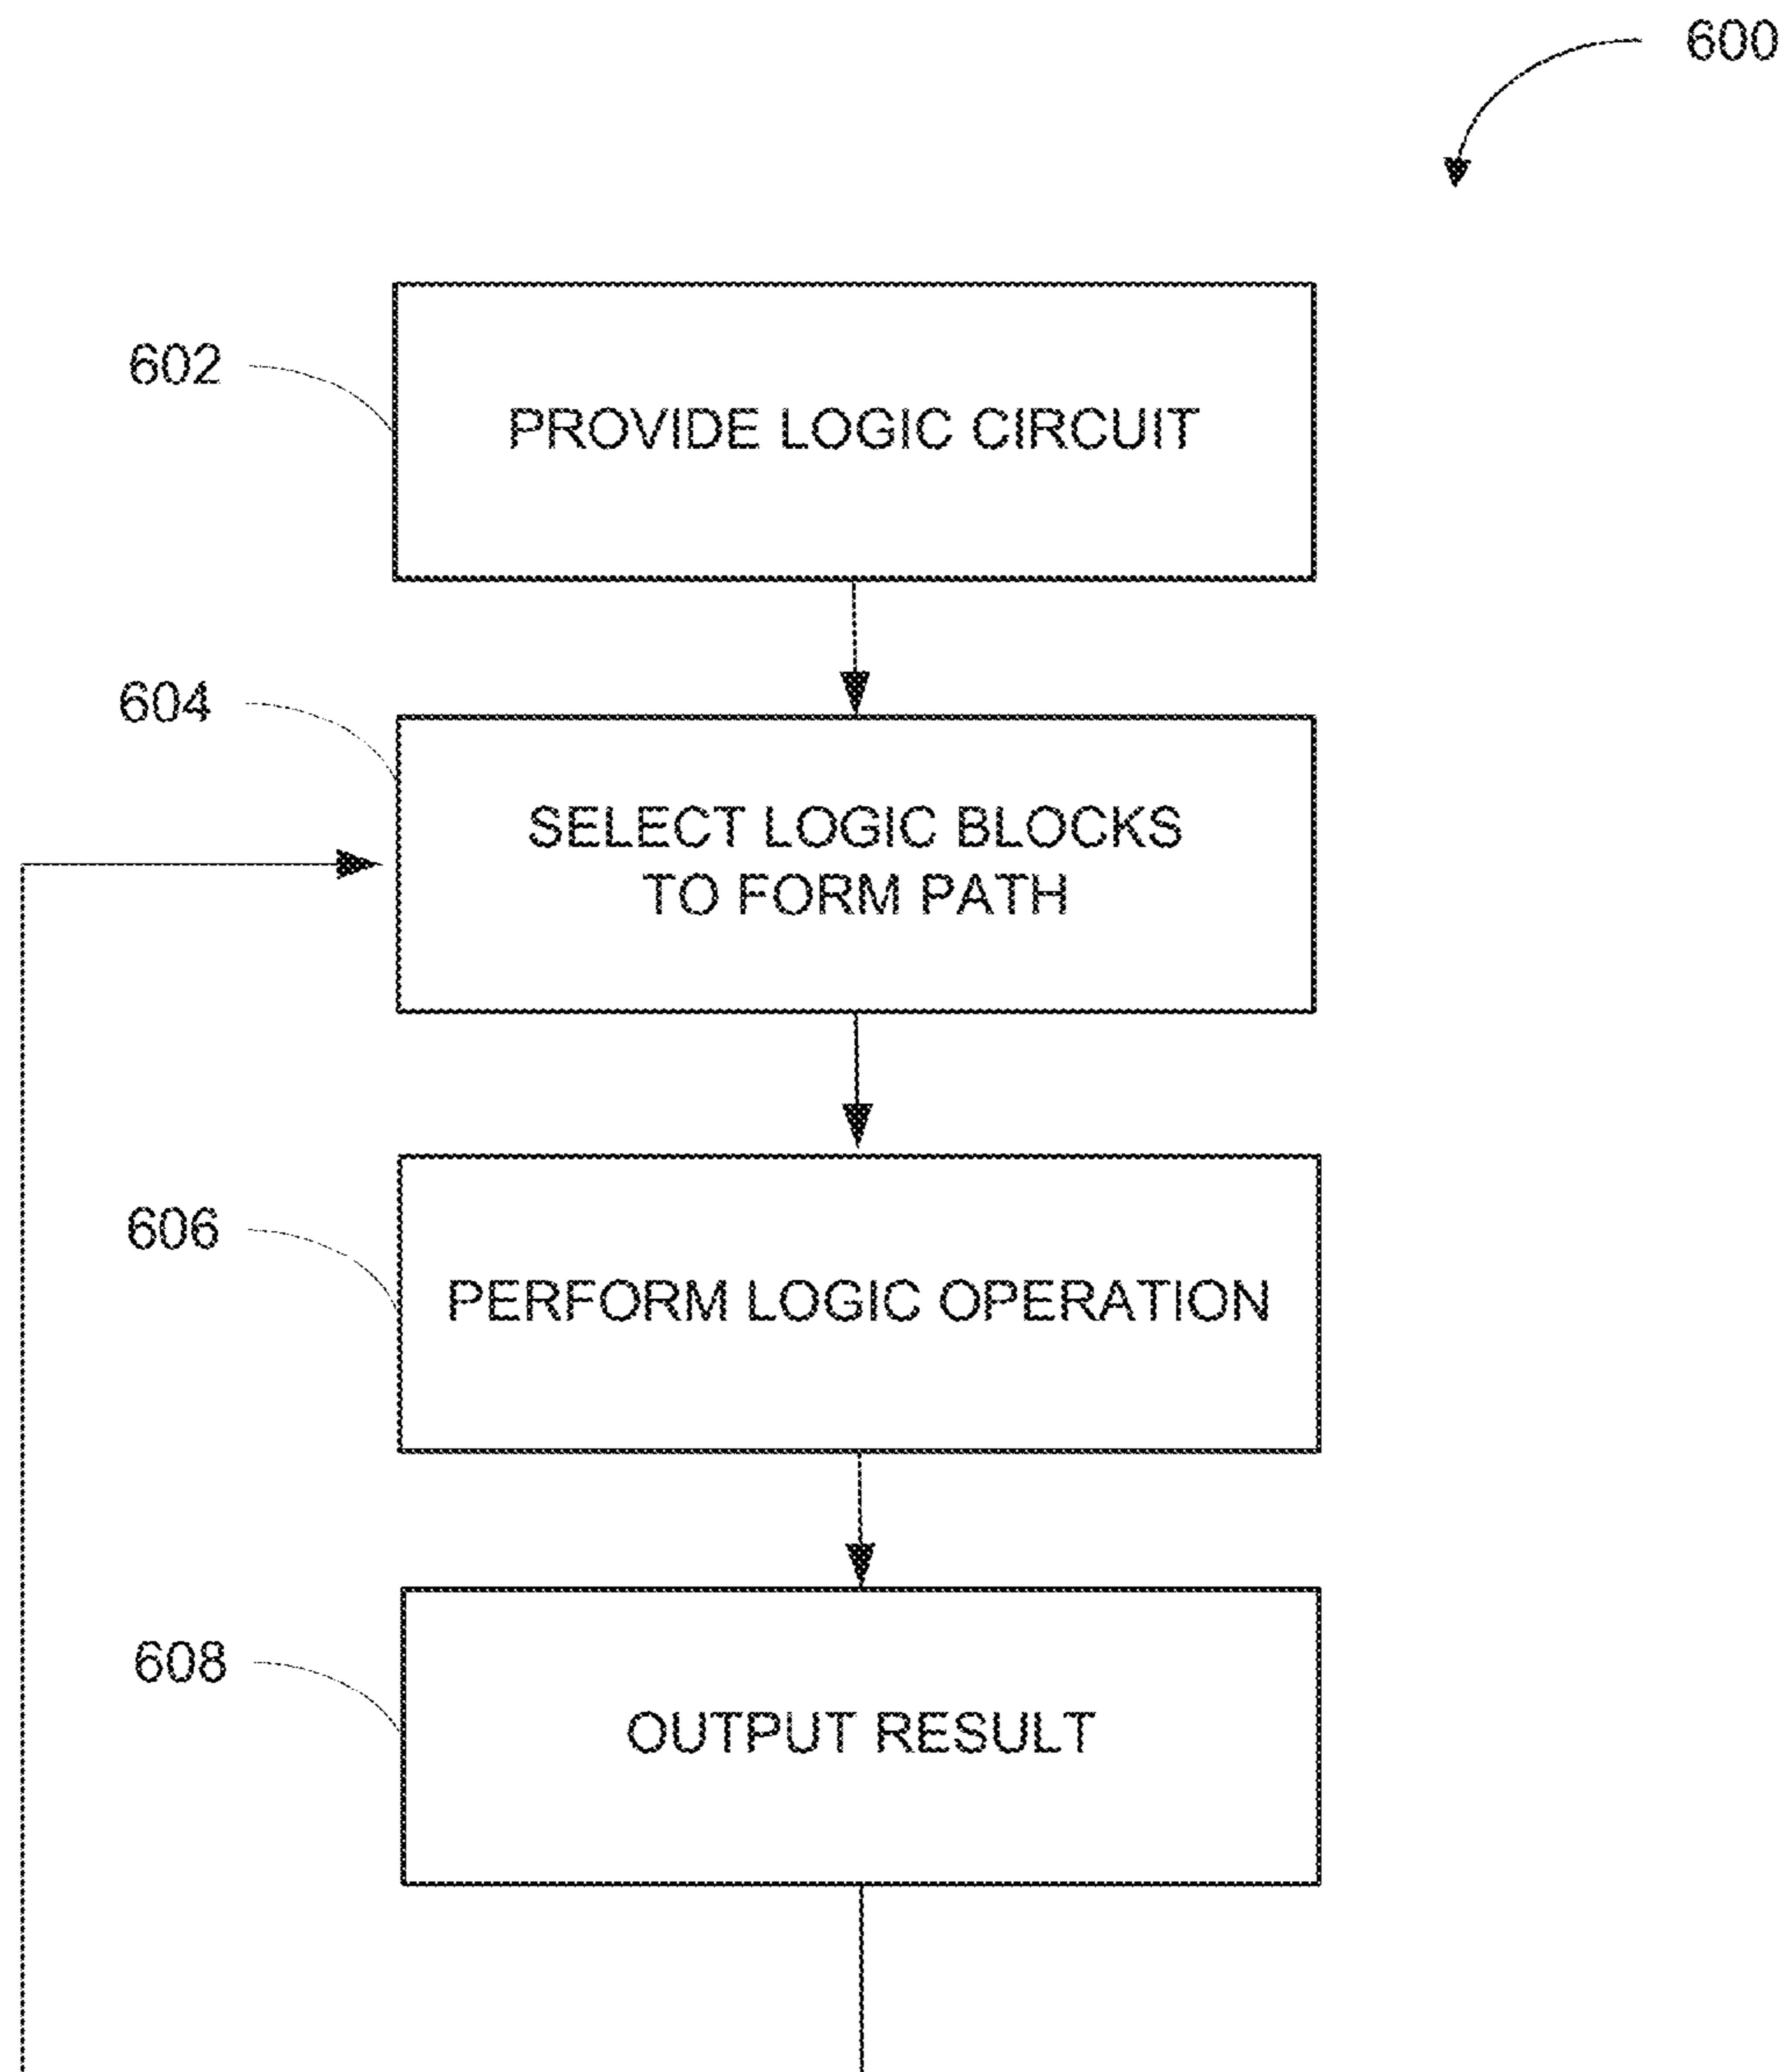 600
602
PROVIDE LOGIC CIRCUIT
604
SELECT LOGIC BLOCKS
TO FORM PATH
606
PERFORM LOGIC OPERATION
608
OUTPUT RESULT